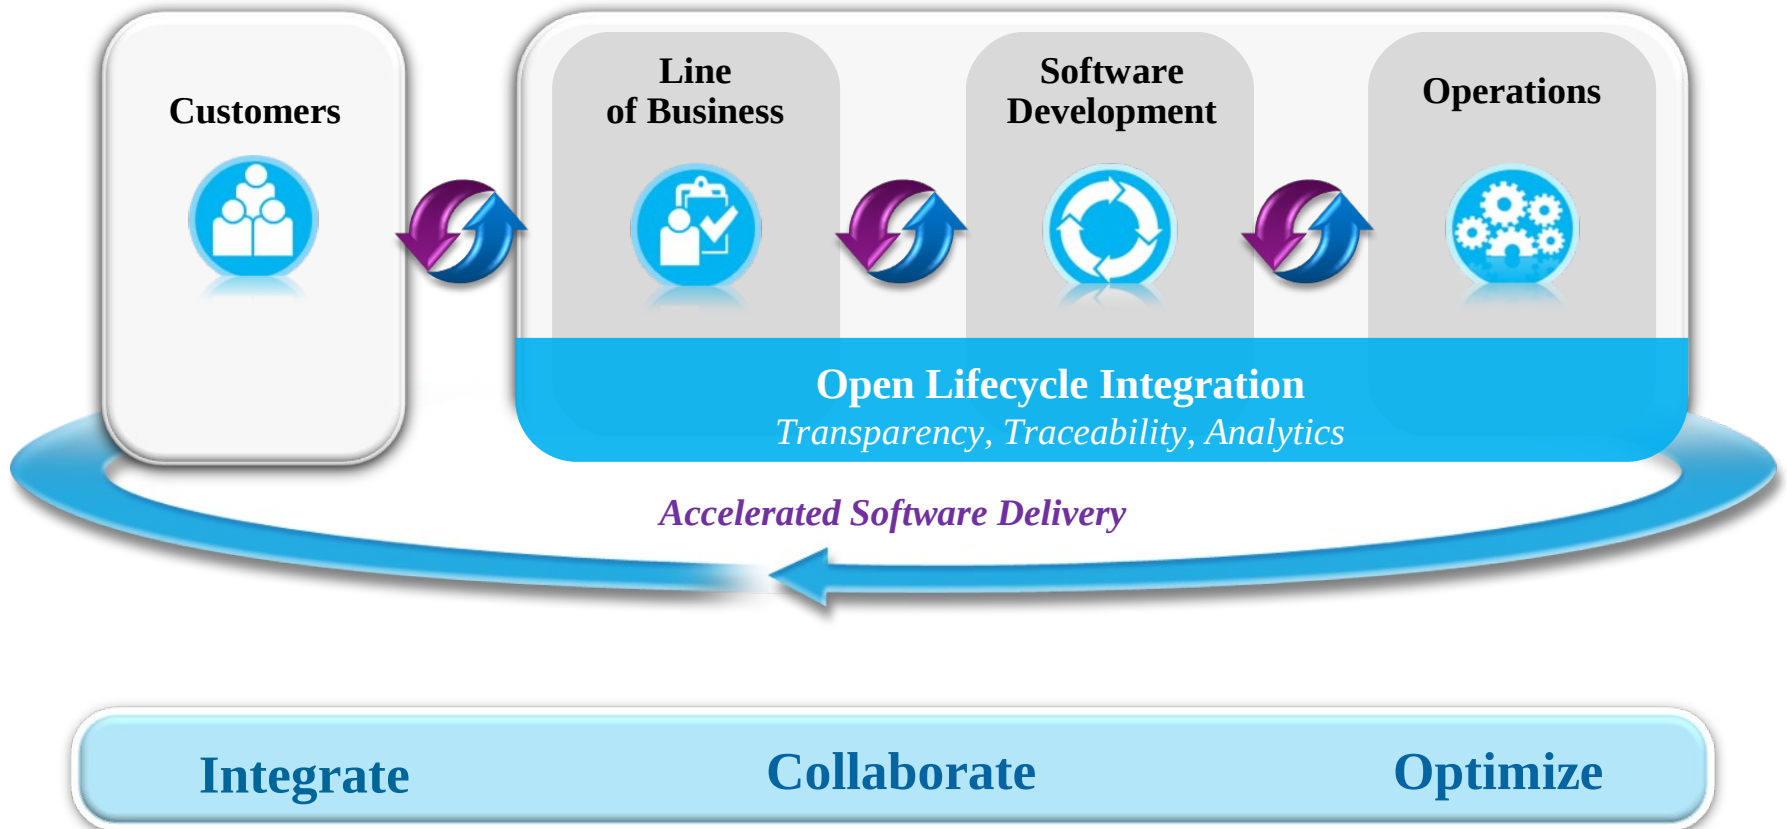 Customers
Line
of Business
Software
Development
Operations
Open Lifecycle Integration
Transparency, Traceability, Analytics
Accelerated Software Delivery
Integrate
Collaborate
Optimize